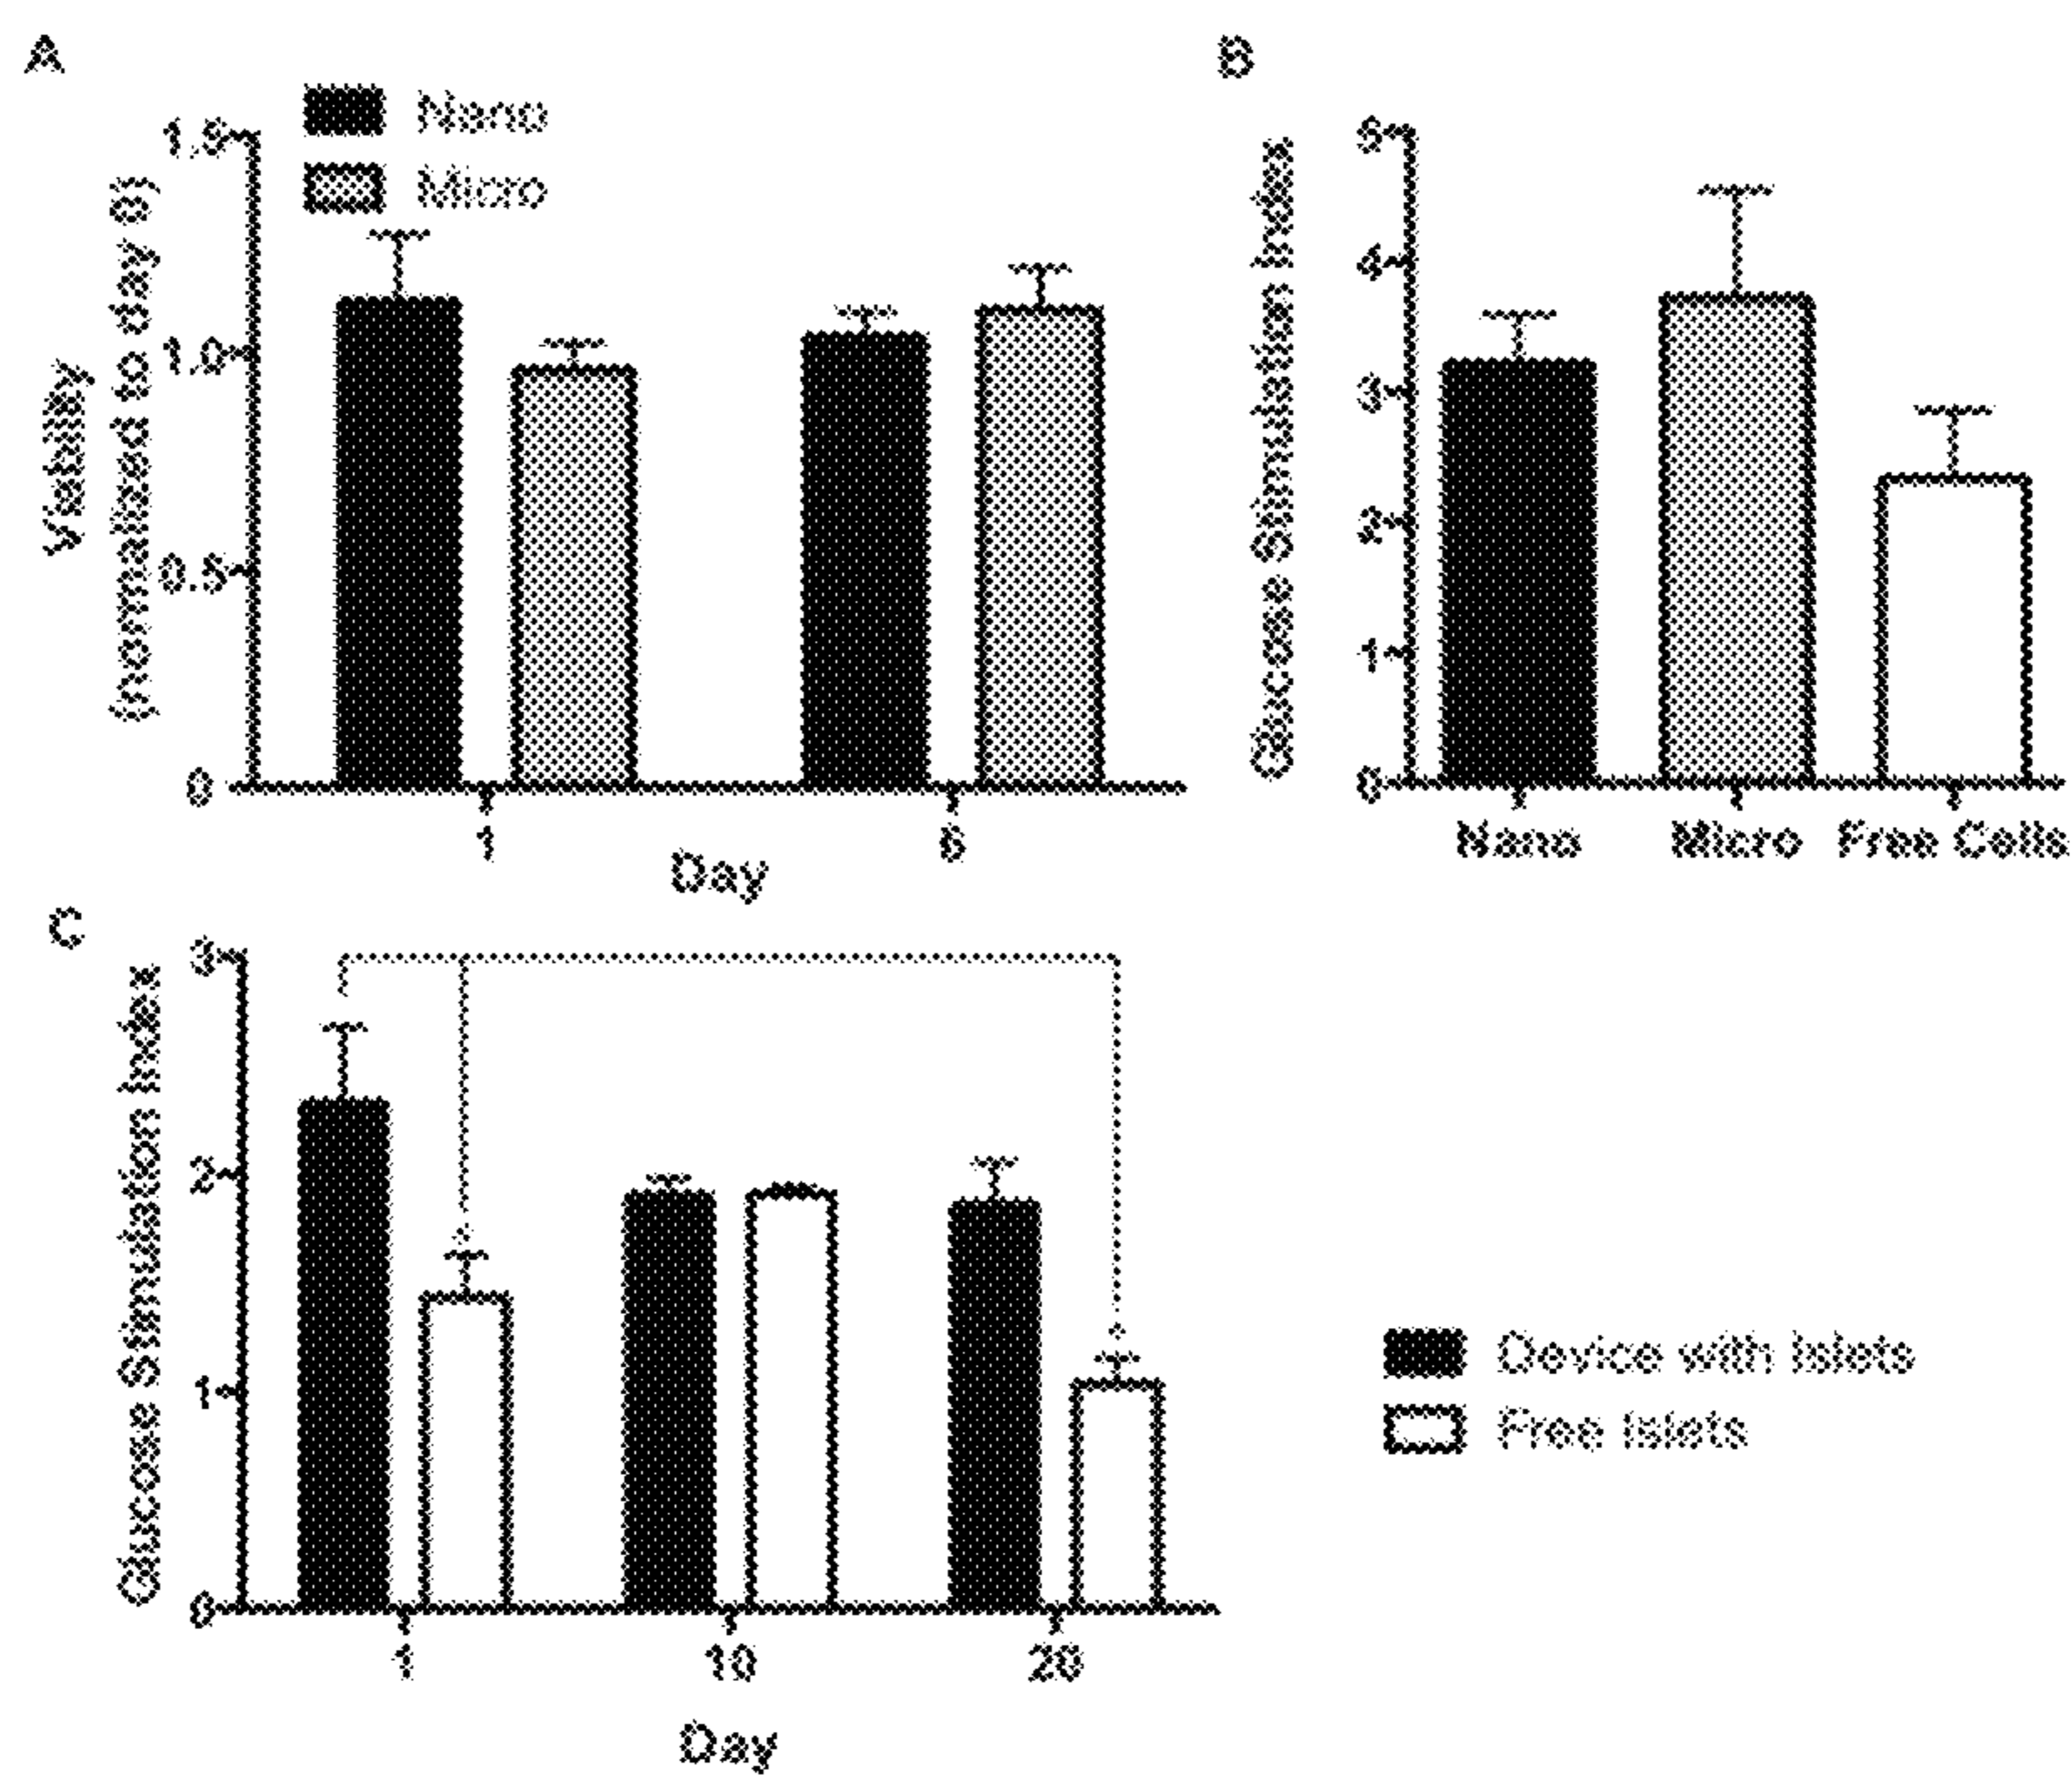 A
Nano
Micro
Viability
(normalized to day 0)
1.5
1.0
0.5
0
1
6
Day
B
Glucose Stimulation Index
5
4
3
2
1
0
Nano
Micro
Free Cells
C
Glucose Stimulation Index
3
2
1
0
1
10
20
Day
Device with Islets
Free Islets